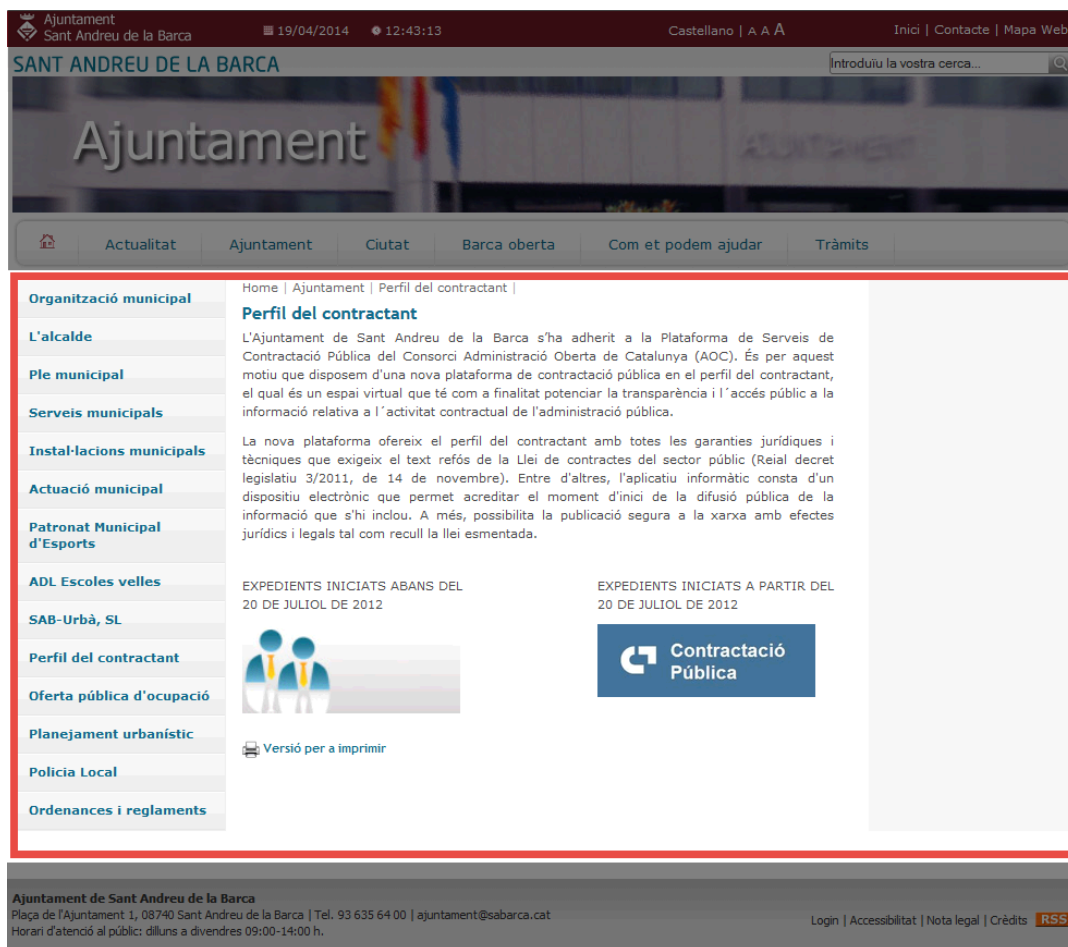 Ajuntament
Sant Andreu de la Barca
19/04/2014 12:43:13
Castellano | A A A
Inici | Contacte | Mapa Web
SANT ANDREU DE LA BARCA
Introduïu la vostra cerca...
Ajuntament
AJUNTAMENT
Actualitat Ajuntament Ciutat Barca oberta Com et podem ajudar Tràmits
Organització municipal
L'alcalde
Ple municipal
Serveis municipals
Instal·lacions municipals
Actuació municipal
Patronat Municipal
d'Esports
ADL Escoles velles
SAB-Urbà, SL
Perfil del contractant
Oferta pública d'ocupació
Planejament urbanístic
Policia Local
Ordenances i reglaments
Home | Ajuntament | Perfil del contractant |
Perfil del contractant
L'Ajuntament de Sant Andreu de la Barca s'ha adherit a la Plataforma de Serveis de
Contractació Pública del Consorci Administració Oberta de Catalunya (AOC). És per aquest
motiu que disposem d'una nova plataforma de contractació pública en el perfil del contractant,
el qual és un espai virtual que té com a finalitat potenciar la transparència i l´accés públic a la
informació relativa a l´activitat contractual de l'administració pública.
La nova plataforma ofereix el perfil del contractant amb totes les garanties jurídiques i
tècniques que exigeix el text refós de la Llei de contractes del sector públic (Reial decret
legislatiu 3/2011, de 14 de novembre). Entre d'altres, l'aplicatiu informàtic consta d'un
dispositiu electrònic que permet acreditar el moment d'inici de la difusió pública de la
informació que s'hi inclou. A més, possibilita la publicació segura a la xarxa amb efectes
jurídics i legals tal com recull la llei esmentada.
EXPEDIENTS INICIATS ABANS DEL
20 DE JULIOL DE 2012
EXPEDIENTS INICIATS A PARTIR DEL
20 DE JULIOL DE 2012
Contractació
Pública
Versió per a imprimir
Ajuntament de Sant Andreu de la Barca
Plaça de l'Ajuntament 1, 08740 Sant Andreu de la Barca | Tel. 93 635 64 00 | ajuntament@sabarca.cat
Horari d'atenció al públic: dilluns a divendres 09:00-14:00 h.
Login | Accessibilitat | Nota legal | Crèdits RSS